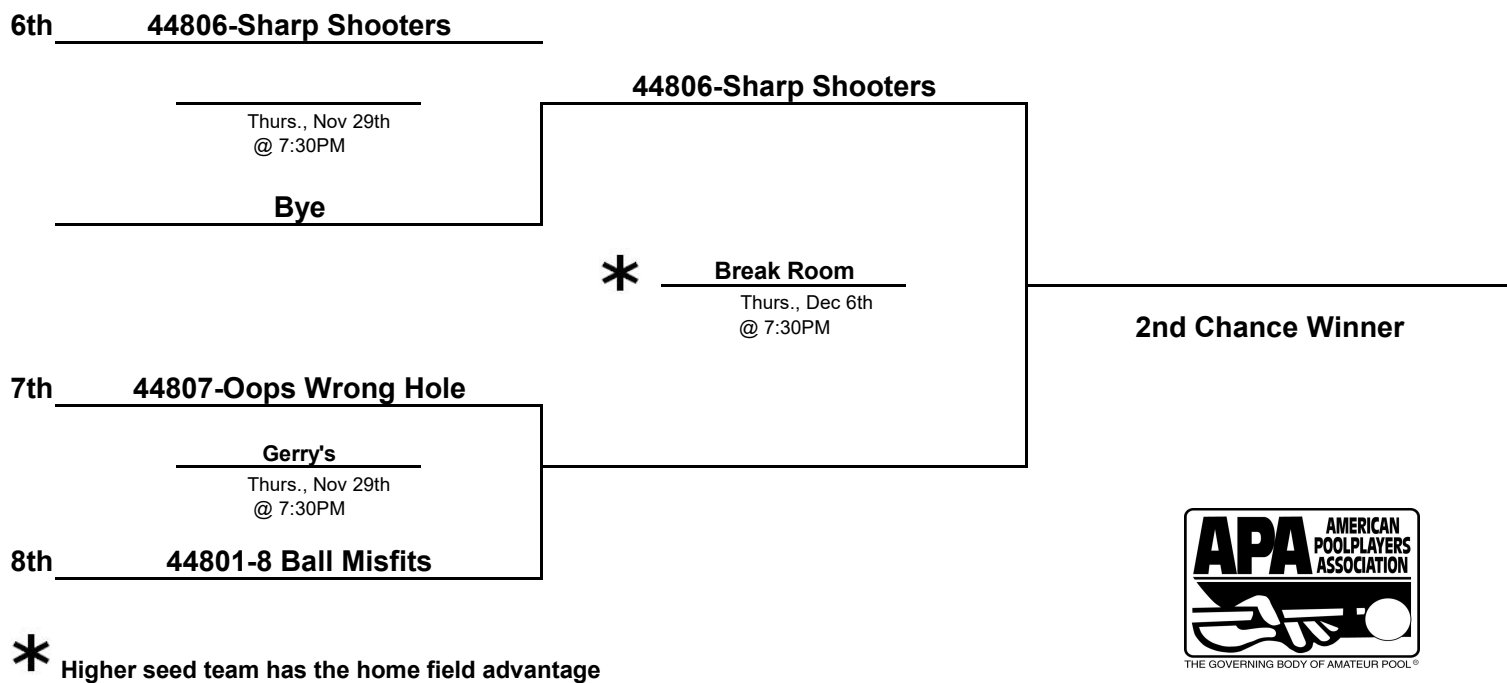 6th 44806-Sharp Shooters
44806-Sharp Shooters
Thurs., Nov 29th
@ 7:30PM
Bye
* Break Room
Thurs., Dec 6th
@ 7:30PM
2nd Chance Winner
7th 44807-Oops Wrong Hole
Gerry's
Thurs., Nov 29th
@ 7:30PM
8th 44801-8 Ball Misfits
* Higher seed team has the home field advantage
APA AMERICAN
POOLPLAYERS
ASSOCIATION
THE GOVERNING BODY OF AMATEUR POOL®